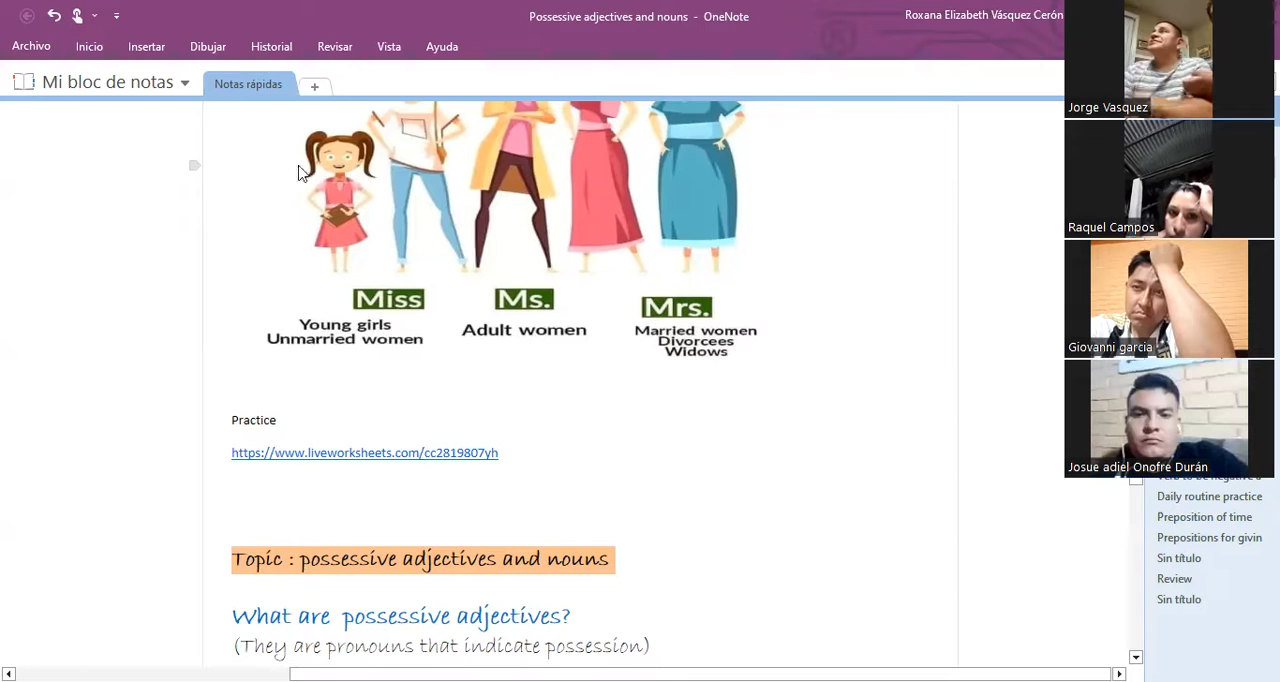 Possessive adjectives and nouns - OneNote
Roxana Elizabeth Vásquez Cerón
Archivo Inicio Insertar Dibujar Historial Revisar Vista Ayuda
Mi bloc de notas
Notas rápidas
+
Jorge Vasquez
Raquel Campos
Giovanni garcia
Josue adiel Onofre Durán
Miss
Young girls
Unmarried women
Ms.
Adult women
Mrs.
Married women
Divorcees
Widows
Practice
https://www.liveworksheets.com/cc2819807yh
Topic : possessive adjectives and nouns
What are possessive adjectives?
(They are pronouns that indicate possession)
Verb to be negative a
Daily routine practice
Preposition of time
Prepositions for givin
Sin título
Review
Sin título